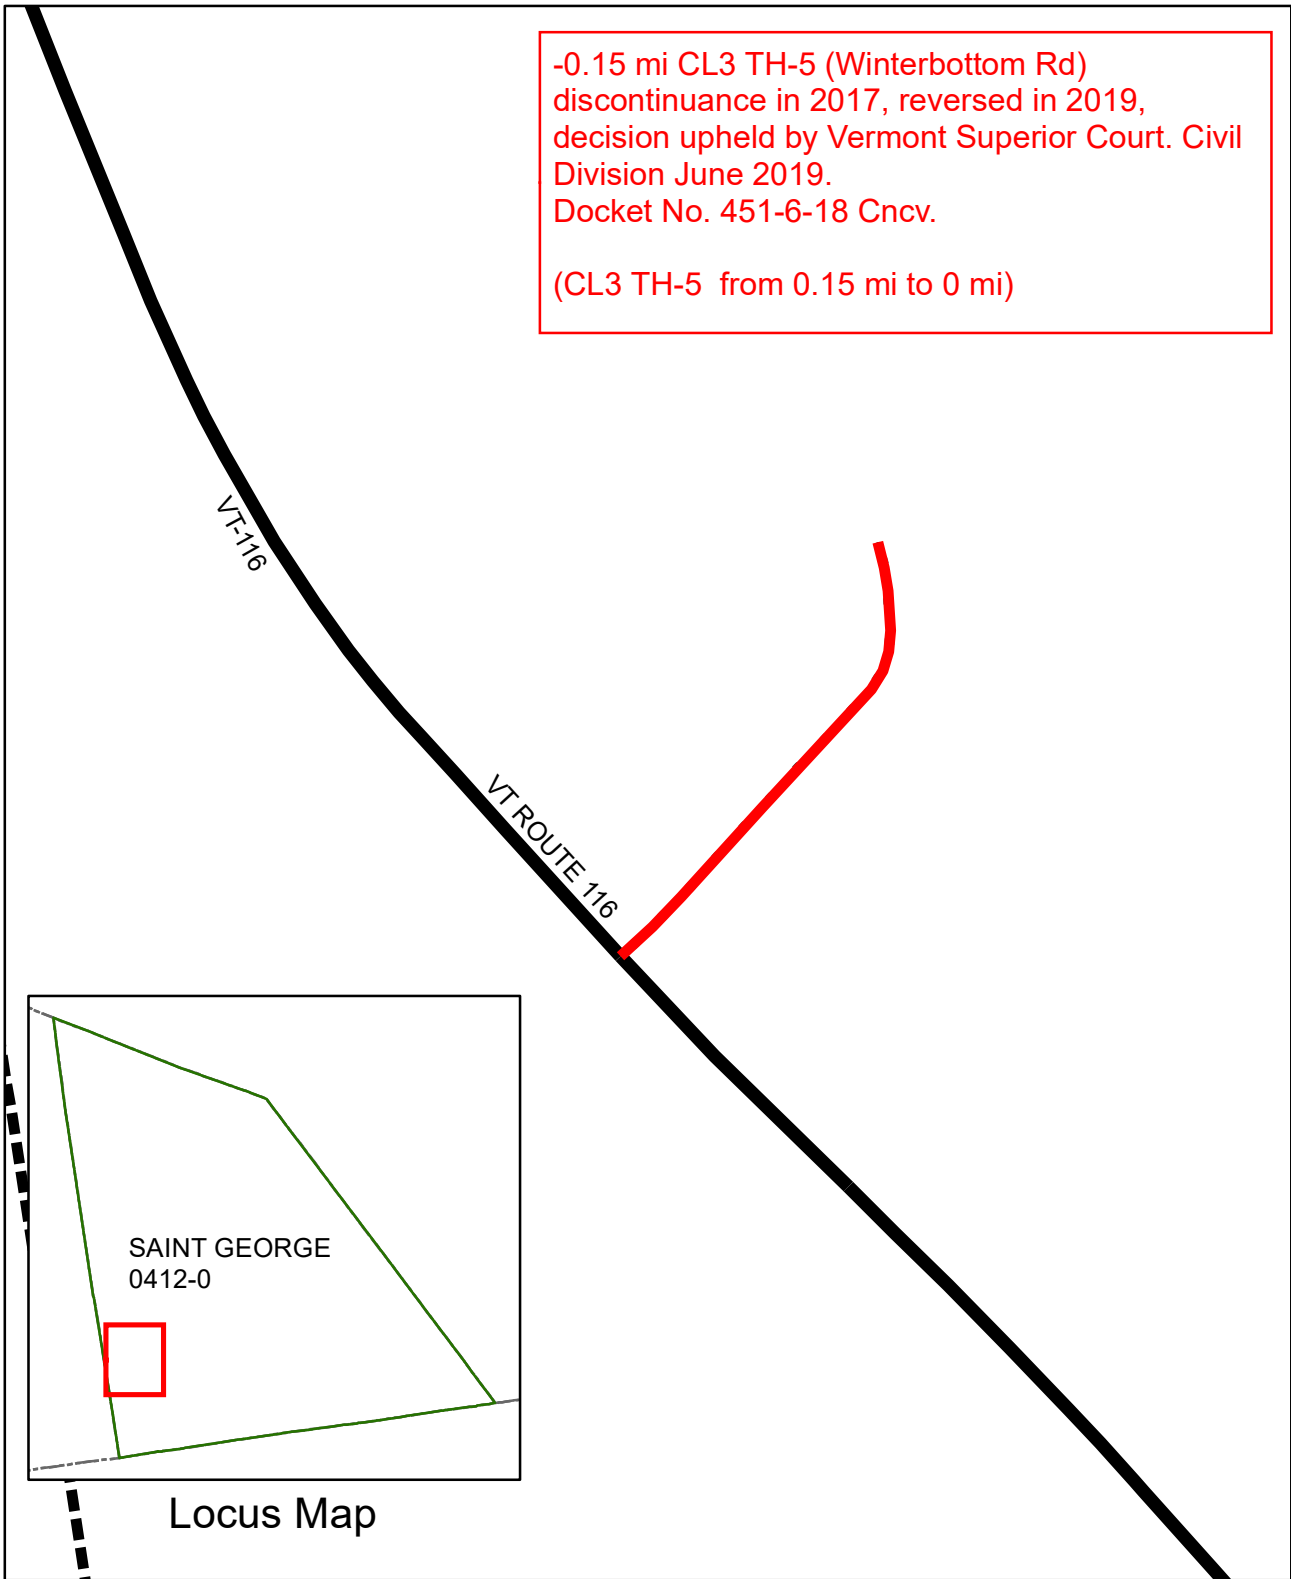 -0.15 mi CL3 TH-5 (Winterbottom Rd)
discontinuance in 2017, reversed in 2019,
decision upheld by Vermont Superior Court. Civil
Division June 2019.
Docket No. 451-6-18 Cncv.
(CL3 TH-5 from 0.15 mi to 0 mi)
VT-116
VT ROUTE 116
SAINT GEORGE
0412-0
Locus Map